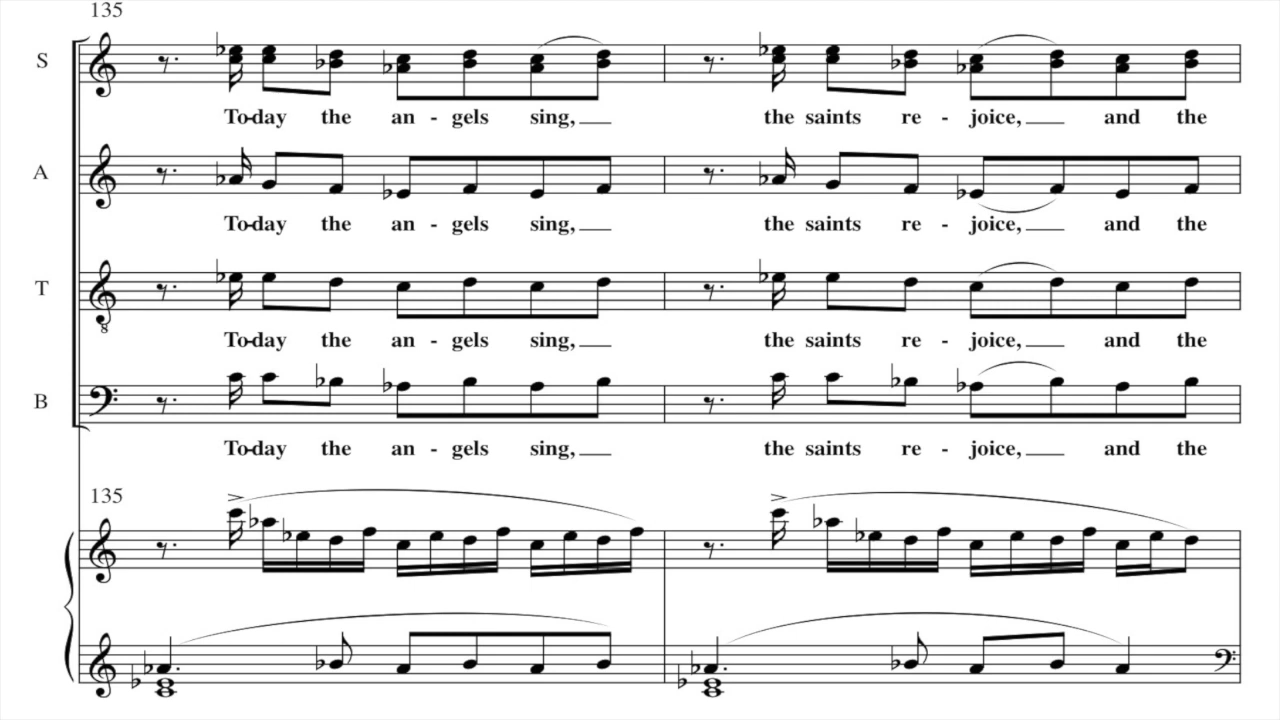 135
S
To-day the an - gels sing, the saints re - joice, and the
A
To-day the an - gels sing, the saints re - joice, and the
T
8
To-day the an - gels sing, the saints re - joice, and the
B
To-day the an - gels sing, the saints re - joice, and the
135